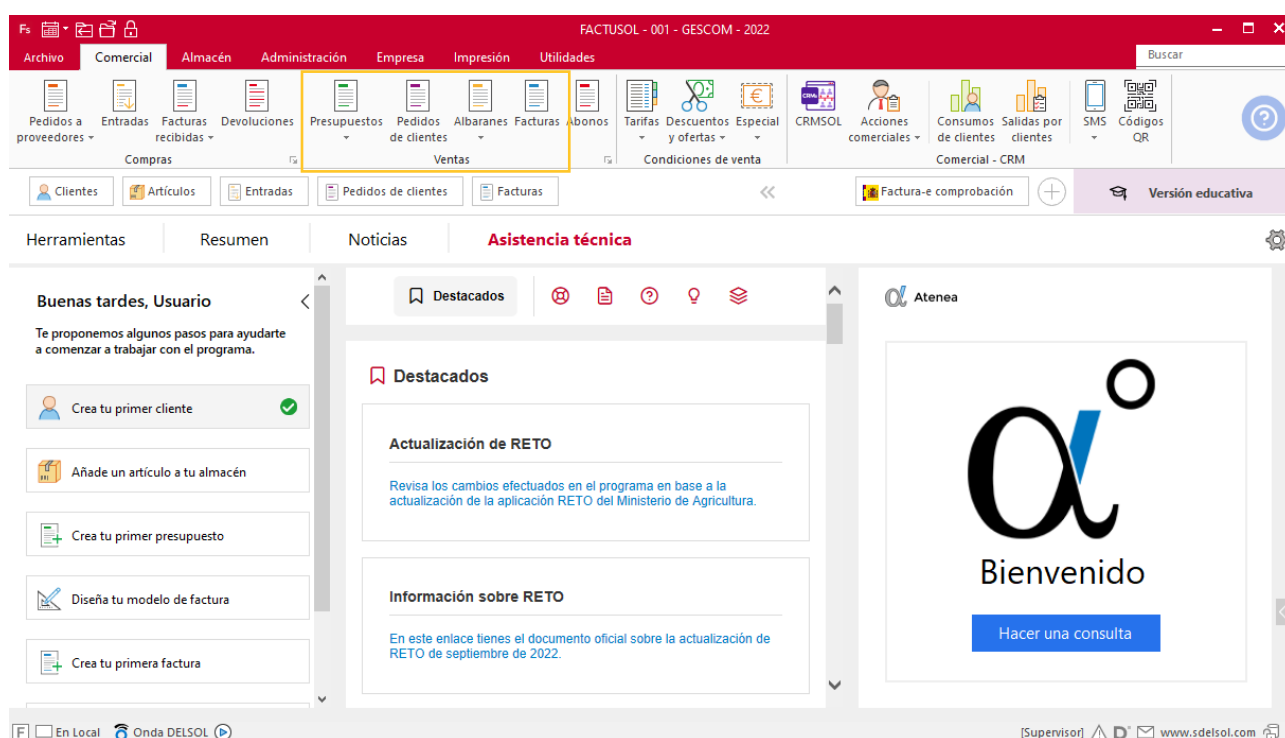 Fs
FACTUSOL - 001 - GESCOM - 2022
Archivo Comercial Almacén Administración Empresa Impresión Utilidades Buscar
Pedidos a proveedores
Entradas
Facturas recibidas
Devoluciones
Compras
Presupuestos
Pedidos de clientes
Albaranes
Facturas
Abonos
Ventas
Tarifas
Descuentos y ofertas
Especial
Condiciones de venta
CRMSOL
Acciones comerciales
Consumos de clientes
Salidas por clientes
Comercial - CRM
SMS
Códigos QR
Clientes Artículos Entradas Pedidos de clientes Facturas Factura-e comprobación Versión educativa
Herramientas Resumen Noticias Asistencia técnica
Buenas tardes, Usuario
Te proponemos algunos pasos para ayudarte
a comenzar a trabajar con el programa.
Crea tu primer cliente
Añade un artículo a tu almacén
Crea tu primer presupuesto
Diseña tu modelo de factura
Crea tu primera factura
Destacados
Destacados
Actualización de RETO
Revisa los cambios efectuados en el programa en base a la
actualización de la aplicación RETO del Ministerio de Agricultura.
Información sobre RETO
En este enlace tienes el documento oficial sobre la actualización de
RETO de septiembre de 2022.
Atenea
Bienvenido
Hacer una consulta
F En Local Onda DELSOL [Supervisor] D www.sdelsol.com